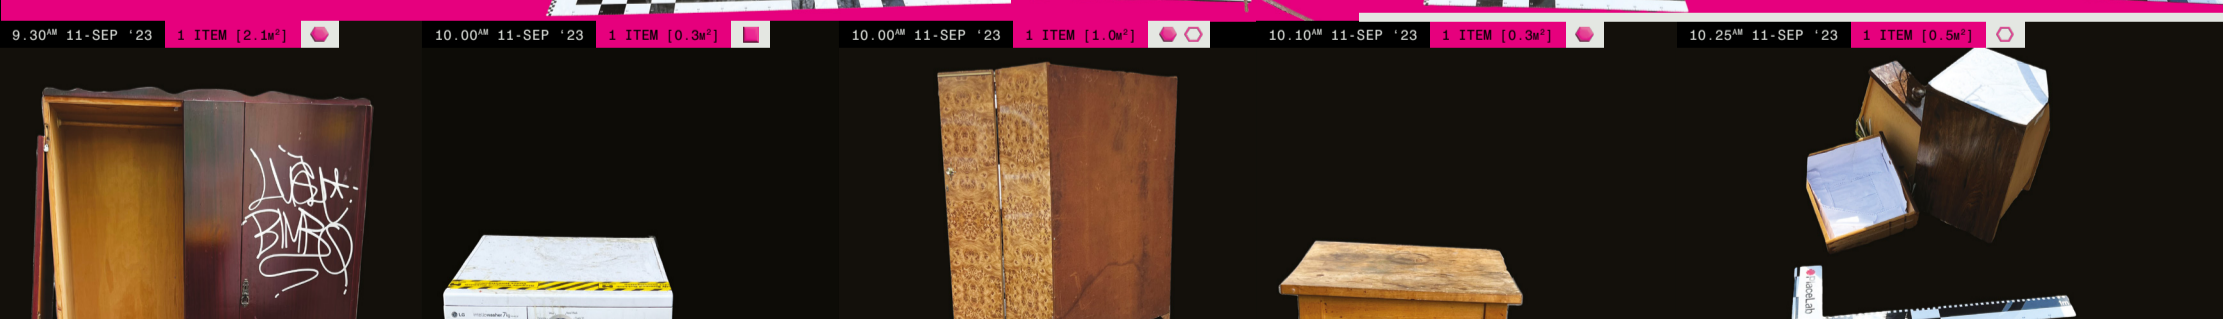 9.30AM 11-SEP ‘23 1 ITEM [2.1M²]
10.00AM 11-SEP ‘23 1 ITEM [0.3M²]
10.00AM 11-SEP ‘23 1 ITEM [1.0M²]
10.10AM 11-SEP ‘23 1 ITEM [0.3M²]
10.25AM 11-SEP ‘23 1 ITEM [0.5M²]
LG
PlaceLab